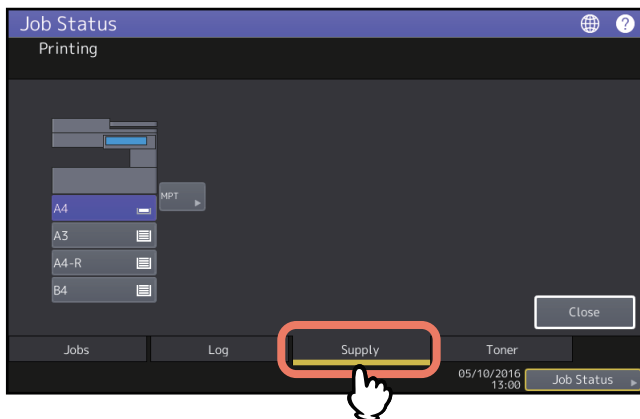 Job Status
?
Printing
MPT
A4
A3
A4-R
B4
Close
Jobs Log Supply Toner
05/10/2016
13:00
Job Status